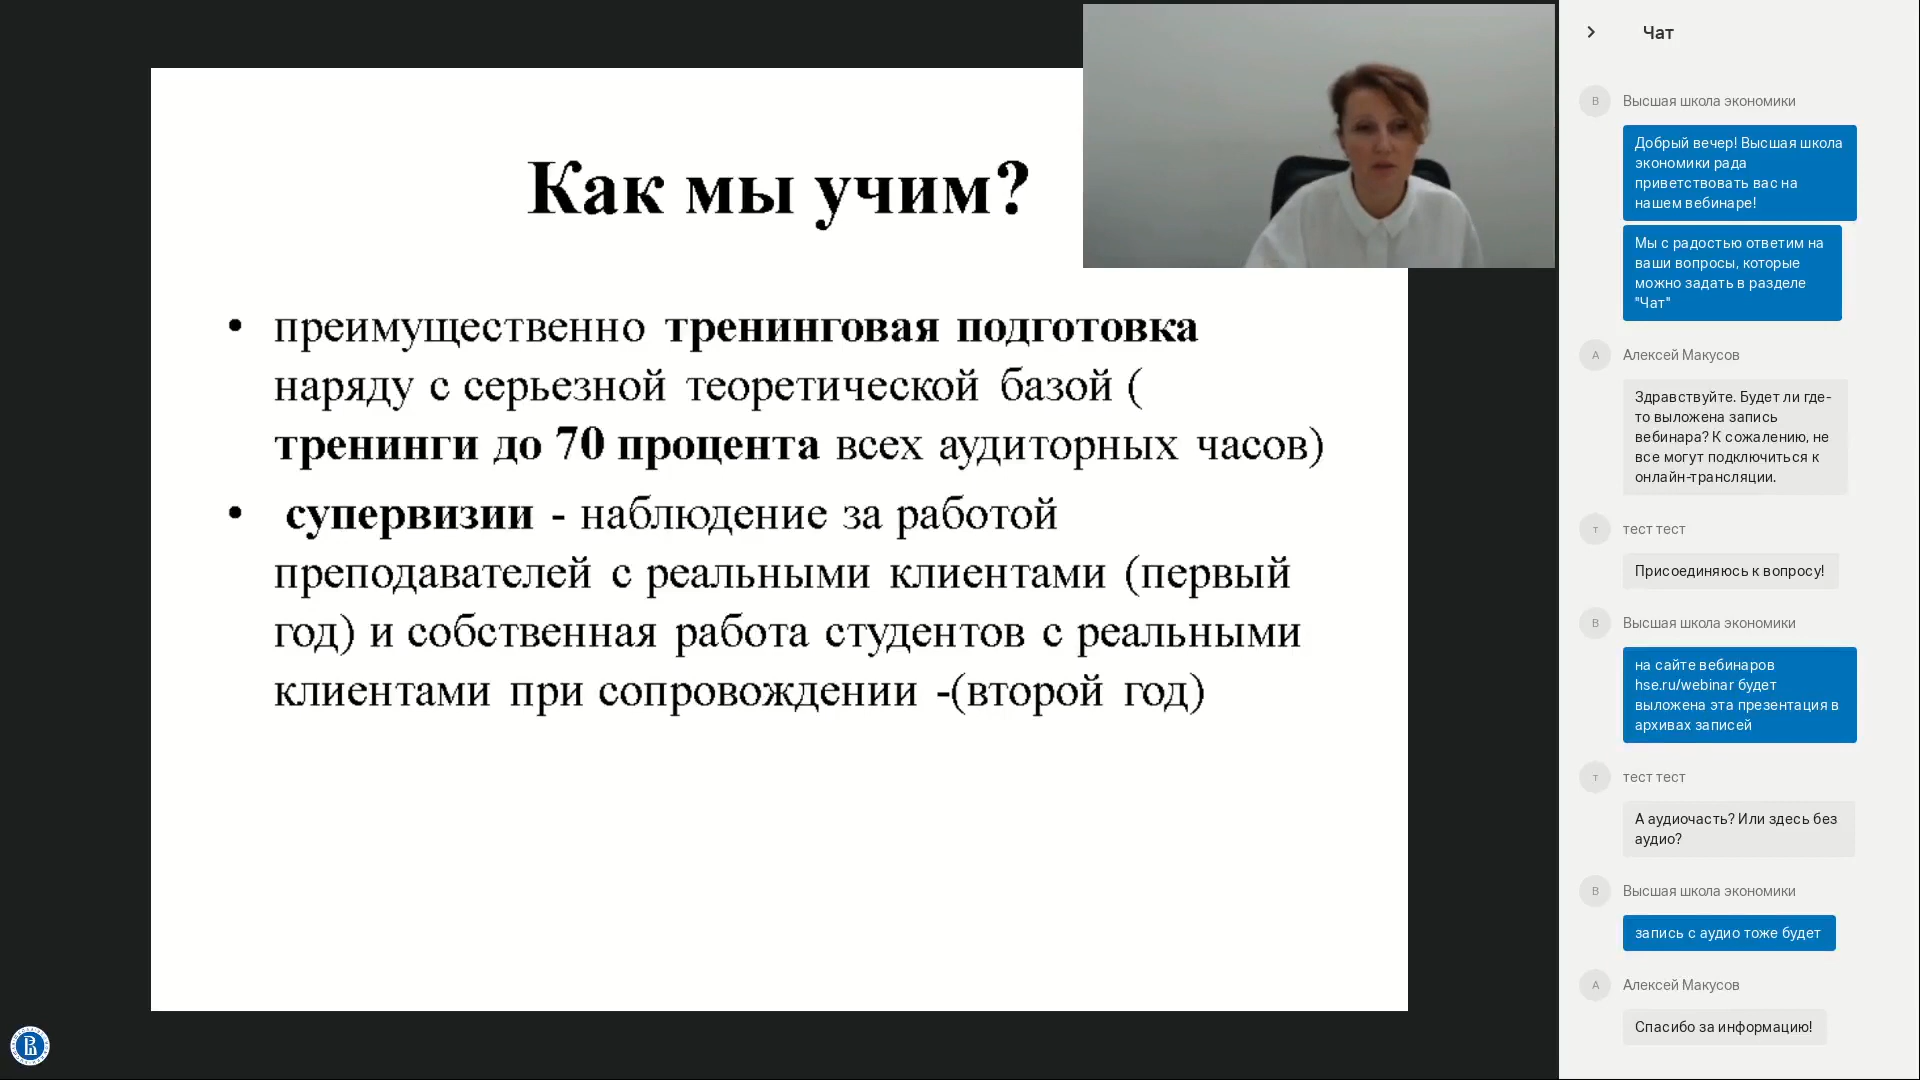 Как мы учим?
• преимущественно тренинговая подготовка
наряду с серьезной теоретической базой (
тренинги до 70 процента всех аудиторных часов)
• супервизии - наблюдение за работой
преподавателей с реальными клиентами (первый
год) и собственная работа студентов с реальными
клиентами при сопровождении -(второй год)
Чат
В Высшая школа экономики
Добрый вечер! Высшая школа
экономики рада
приветствовать вас на
нашем вебинаре!
Мы с радостью ответим на
ваши вопросы, которые
можно задать в разделе
"Чат"
А Алексей Макусов
Здравствуйте. Будет ли где-
то выложена запись
вебинара? К сожалению, не
все могут подключиться к
онлайн-трансляции.
т тест тест
Присоединяюсь к вопросу!
В Высшая школа экономики
на сайте вебинаров
hse.ru/webinar будет
выложена эта презентация в
архивах записей
т тест тест
А аудиочасть? Или здесь без
аудио?
В Высшая школа экономики
запись с аудио тоже будет
А Алексей Макусов
Спасибо за информацию!